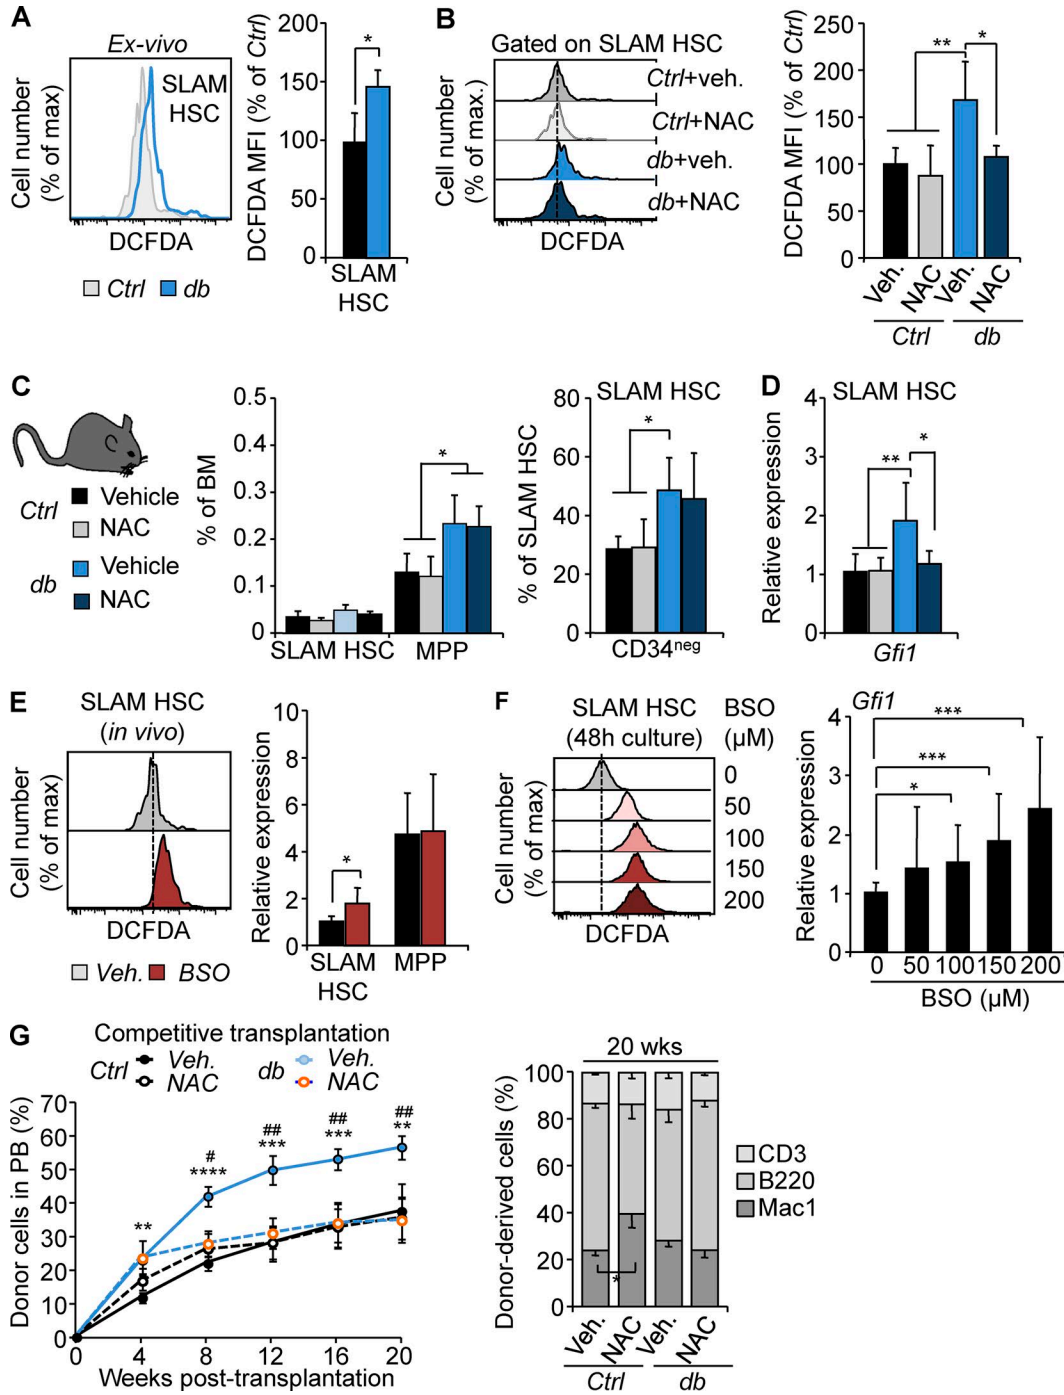 A
Ex-vivo
SLAM
HSC
Cell number
(% of max)
DCFDA
Ctrl db
DCFDA MFI (% of Ctrl)
200
150
100
50
0
*
SLAM
HSC
B
Gated on SLAM HSC
Ctrl+veh.
Ctrl+NAC
db+veh.
db+NAC
Cell number
(% of max.)
DCFDA
DCFDA MFI (% of Ctrl)
250
200
150
100
50
0
** *
Veh. NAC Veh. NAC
Ctrl db
C
Ctrl
Vehicle
NAC
db
Vehicle
NAC
% of BM
0.5
0.4
0.3
0.2
0.1
0
*
SLAM HSC MPP
SLAM HSC
% of SLAM HSC
80
60
40
20
0
*
CD34neg
D
SLAM HSC
Relative expression
4
3
2
1
0
** *
Gfi1
E
SLAM HSC
(in vivo)
Cell number
(% of max)
DCFDA
Veh. BSO
Relative expression
10
8
6
4
2
0
*
SLAM
HSC
MPP
F
SLAM HSC
(48h culture)
BSO
(µM)
0
50
100
150
200
Cell number
(% of max)
DCFDA
Gfi1
Relative expression
4
3
2
1
0
***
***
*
0 50 100 150 200
BSO (µM)
G
Competitive transplantation
Ctrl Veh. db Veh.
NAC NAC
Donor cells in PB (%)
70
60
50
40
30
20
10
0
**
#
****
##
***
##
***
##
**
0 4 8 12 16 20
Weeks post-transplantation
20 wks
Donor-derived cells (%)
100
80
60
40
20
0
*
CD3
B220
Mac1
Veh. NAC Veh. NAC
Ctrl db